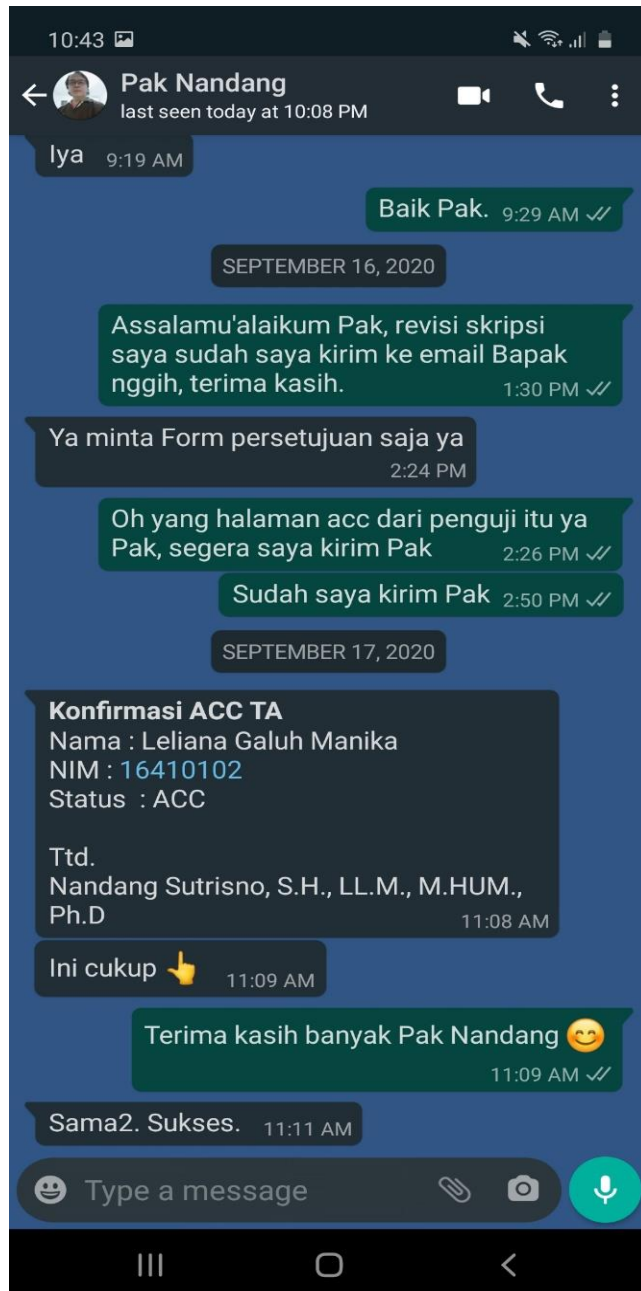 10:43
Pak Nandang
last seen today at 10:08 PM
Iya 9:19 AM
Baik Pak. 9:29 AM
SEPTEMBER 16, 2020
Assalamu'alaikum Pak, revisi skripsi
saya sudah saya kirim ke email Bapak
nggih, terima kasih. 1:30 PM
Ya minta Form persetujuan saja ya
2:24 PM
Oh yang halaman acc dari penguji itu ya
Pak, segera saya kirim Pak 2:26 PM
Sudah saya kirim Pak 2:50 PM
SEPTEMBER 17, 2020
Konfirmasi ACC TA
Nama : Leliana Galuh Manika
NIM : 16410102
Status : ACC
Ttd.
Nandang Sutrisno, S.H., LL.M., M.HUM.,
Ph.D 11:08 AM
Ini cukup 👆 11:09 AM
Terima kasih banyak Pak Nandang 😊
11:09 AM
Sama2. Sukses. 11:11 AM
Type a message